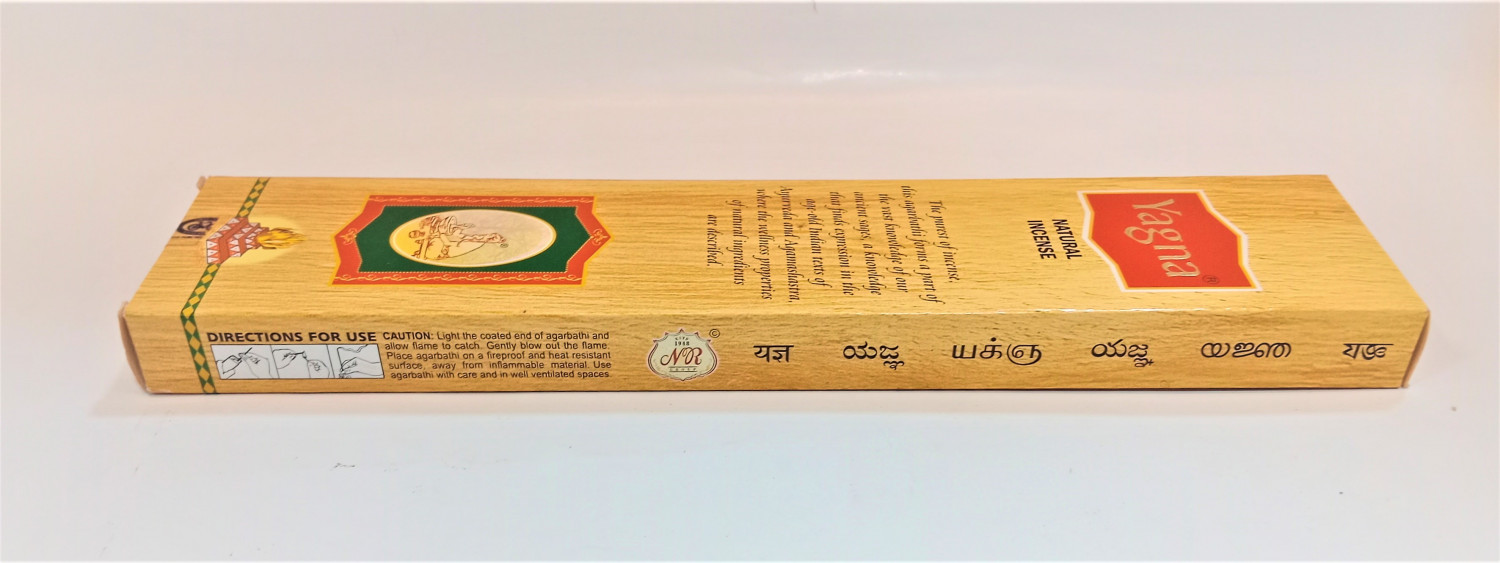 Yagna®
NATURAL
INCENSE
The purest of incense,
this agarbathi forms a part of
the vast knowledge of our
ancient sages, a knowledge
that finds expression in the
age-old Indian texts of
Ayurveda and Agamashastra,
where the wellness properties
of natural ingredients
are described.
DIRECTIONS FOR USE
CAUTION: Light the coated end of agarbathi and
allow flame to catch. Gently blow out the flame.
Place agarbathi on a fireproof and heat resistant
surface, away from inflammable material. Use
agarbathi with care and in well ventilated spaces.
1948
NR
GROUP
©
यज्ञ ಯಜ್ಞ யக்ஞ యజ్ఞ യജ്ഞ যজ্ঞ